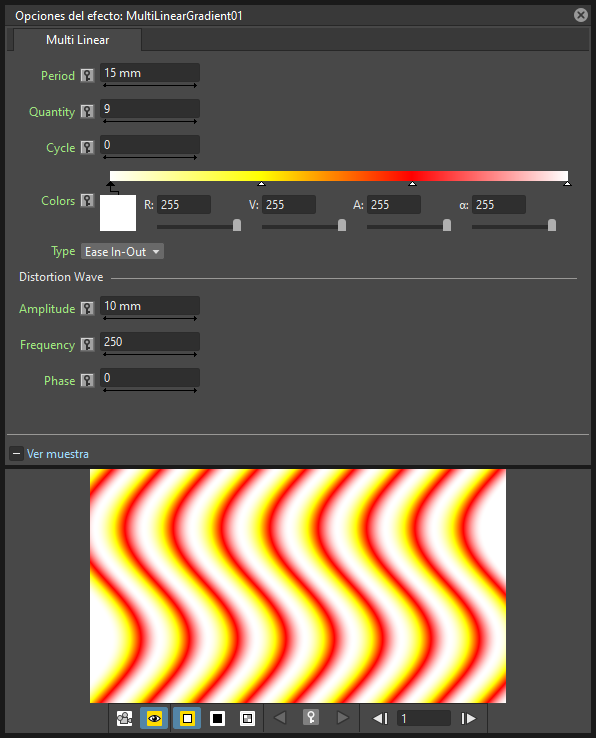 Opciones del efecto: MultiLinearGradient01
Multi Linear
Period 15 mm
Quantity 9
Cycle 0
Colors R: 255 V: 255 A: 255 α: 255
Type Ease In-Out
Distortion Wave
Amplitude 10 mm
Frequency 250
Phase 0
Ver muestra
1